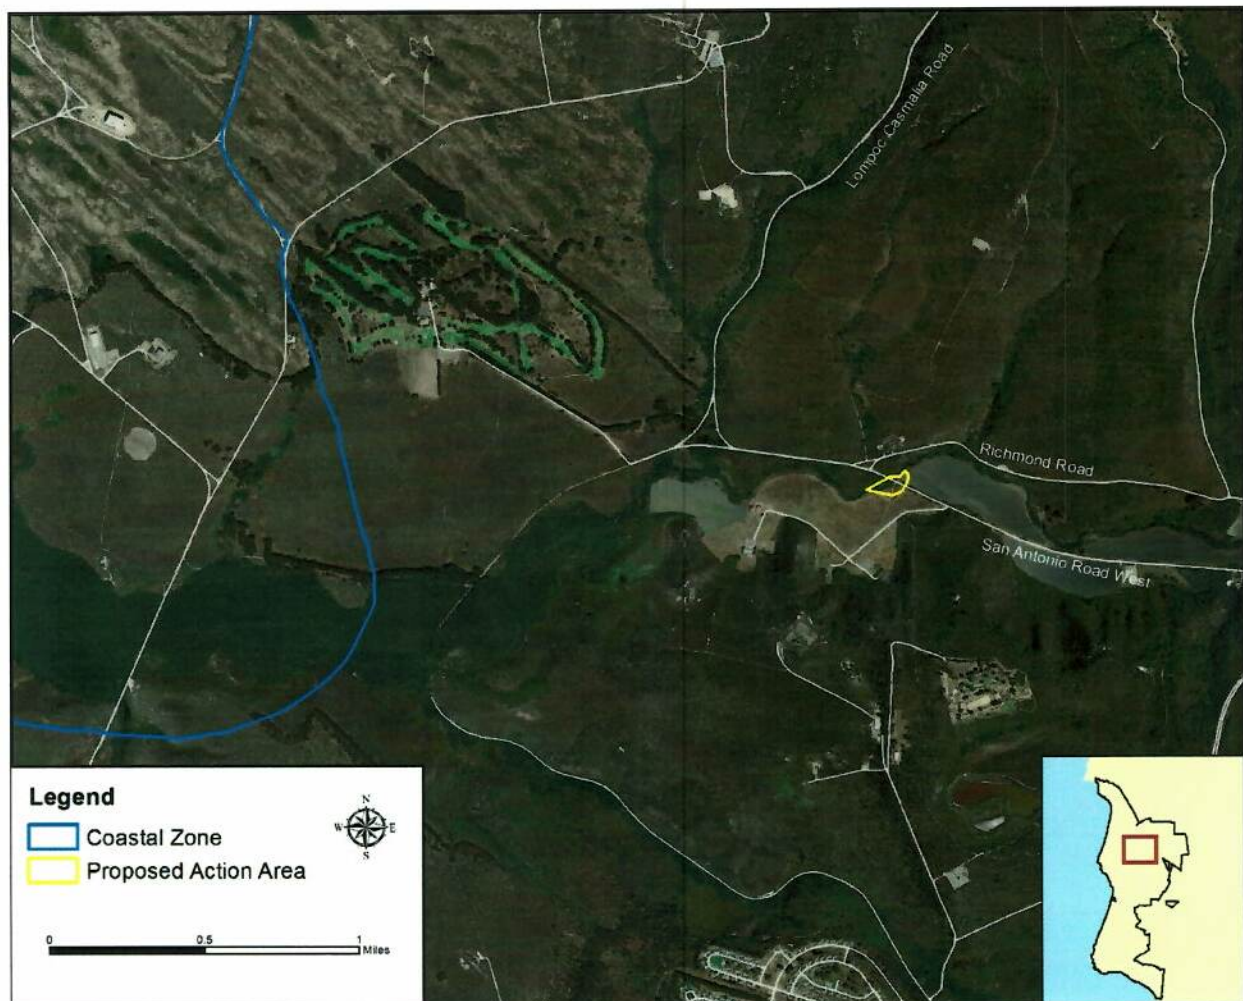 Lompoc Casmalia Road
Richmond Road
San Antonio Road West
Legend
Coastal Zone
Proposed Action Area
N
W E
S
0 0.5 1
Miles